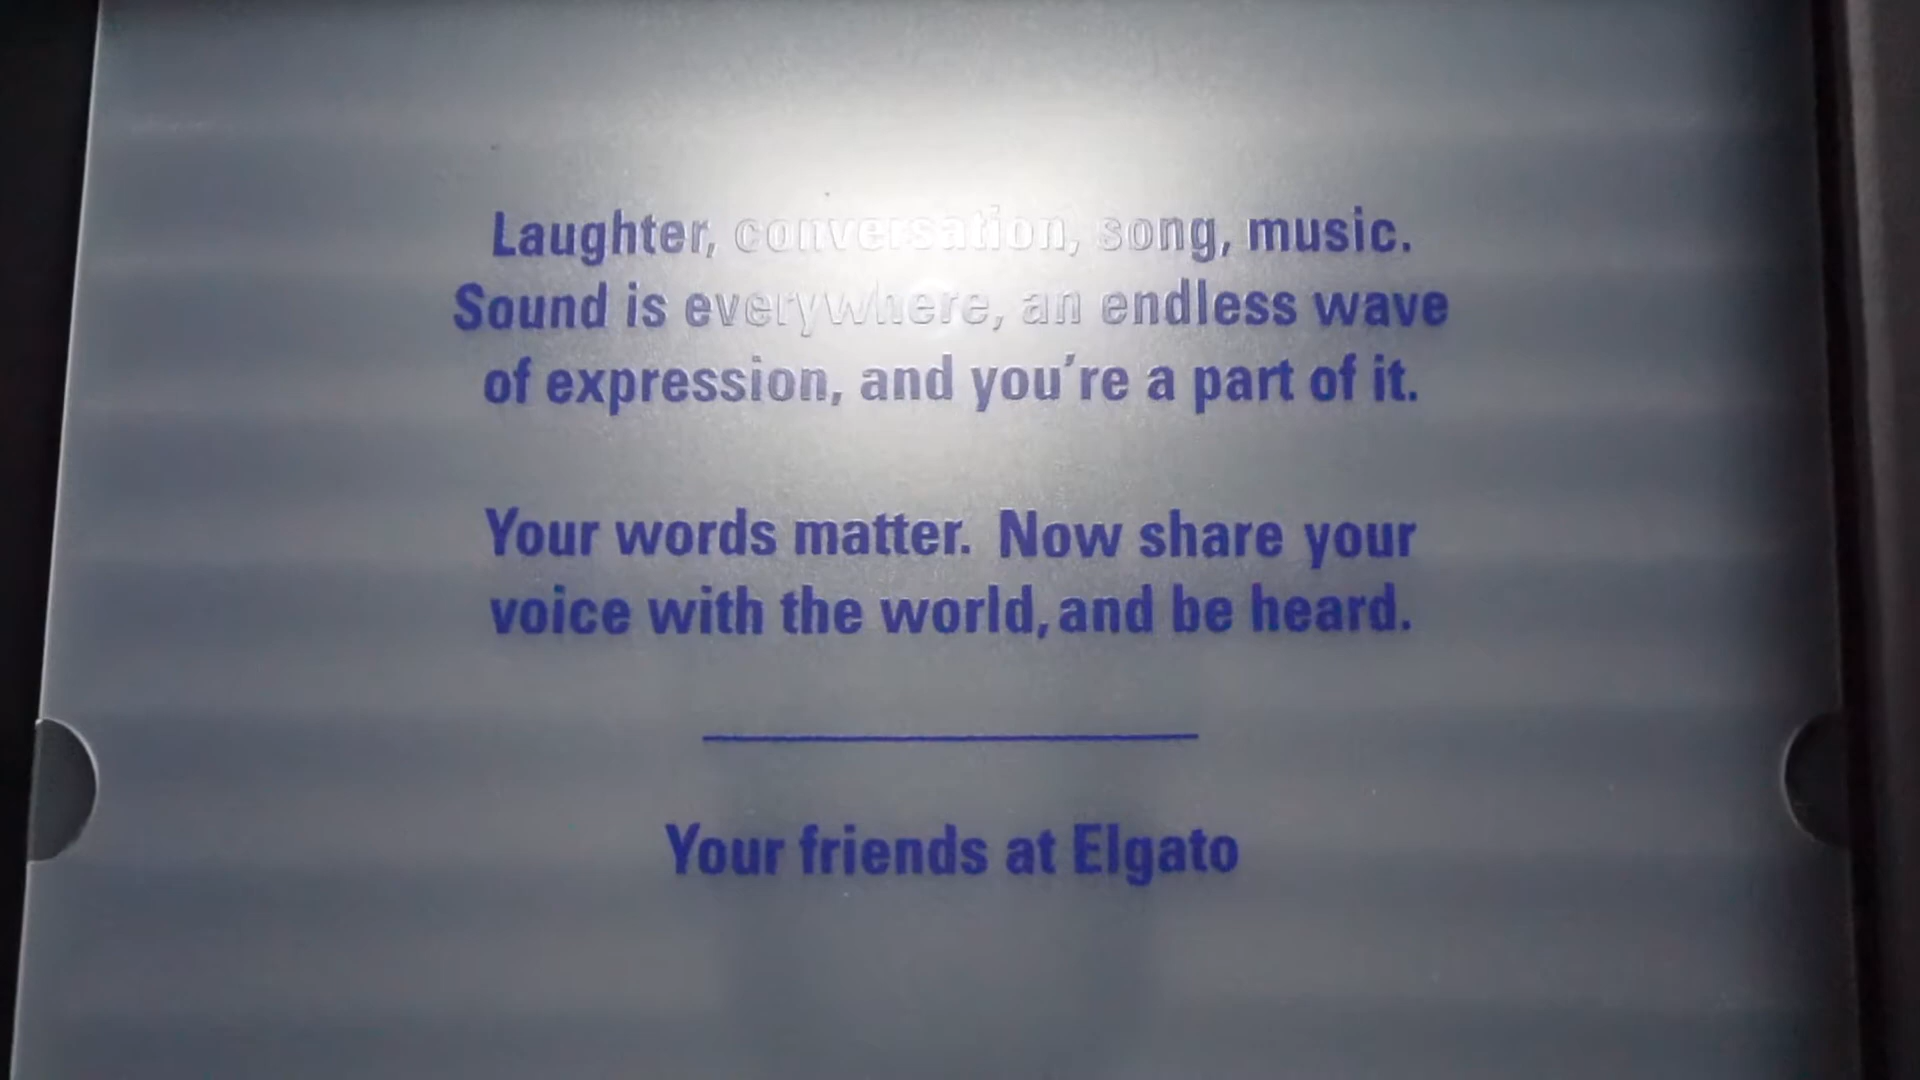 Laughter, conversation, song, music.
Sound is everywhere, an endless wave
of expression, and you're a part of it.
Your words matter. Now share your
voice with the world, and be heard.
Your friends at Elgato